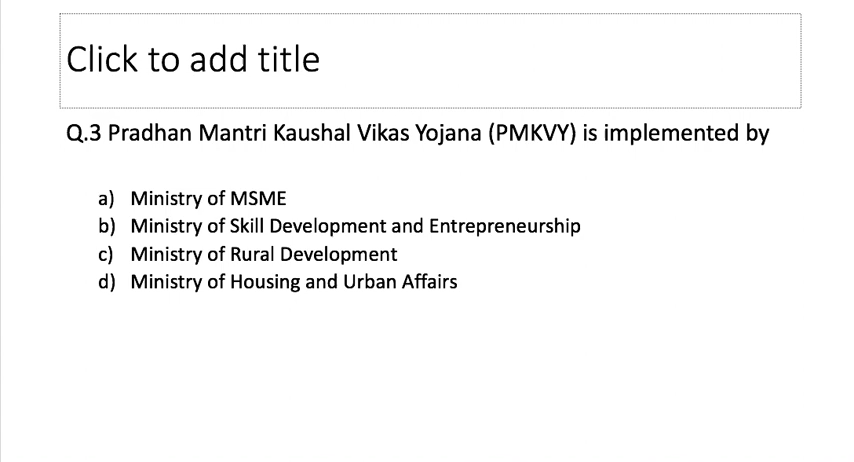 Click to add title
Q.3 Pradhan Mantri Kaushal Vikas Yojana (PMKVY) is implemented by
a) Ministry of MSME
b) Ministry of Skill Development and Entrepreneurship
c) Ministry of Rural Development
d) Ministry of Housing and Urban Affairs